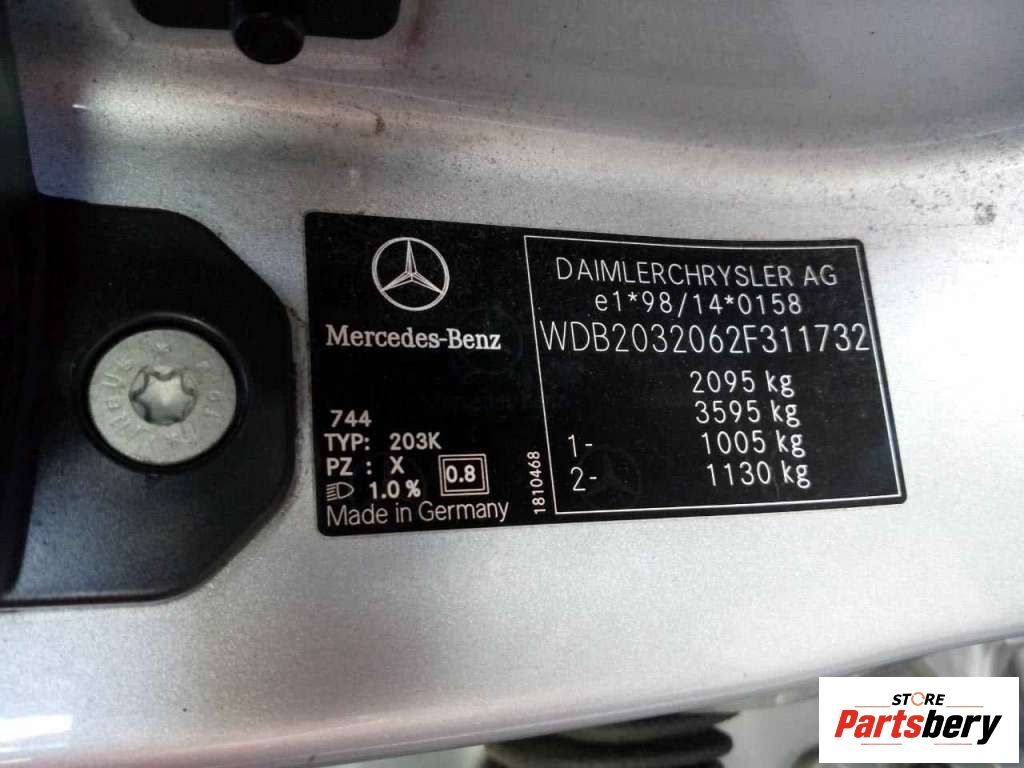 Mercedes-Benz
744
TYP: 203K
PZ : X
1.0 % 0.8
Made in Germany
1810468
DAIMLERCHRYSLER AG
e1*98/14*0158
WDB2032062F311732
2095 kg
3595 kg
1- 1005 kg
2- 1130 kg
STORE
Partsbery